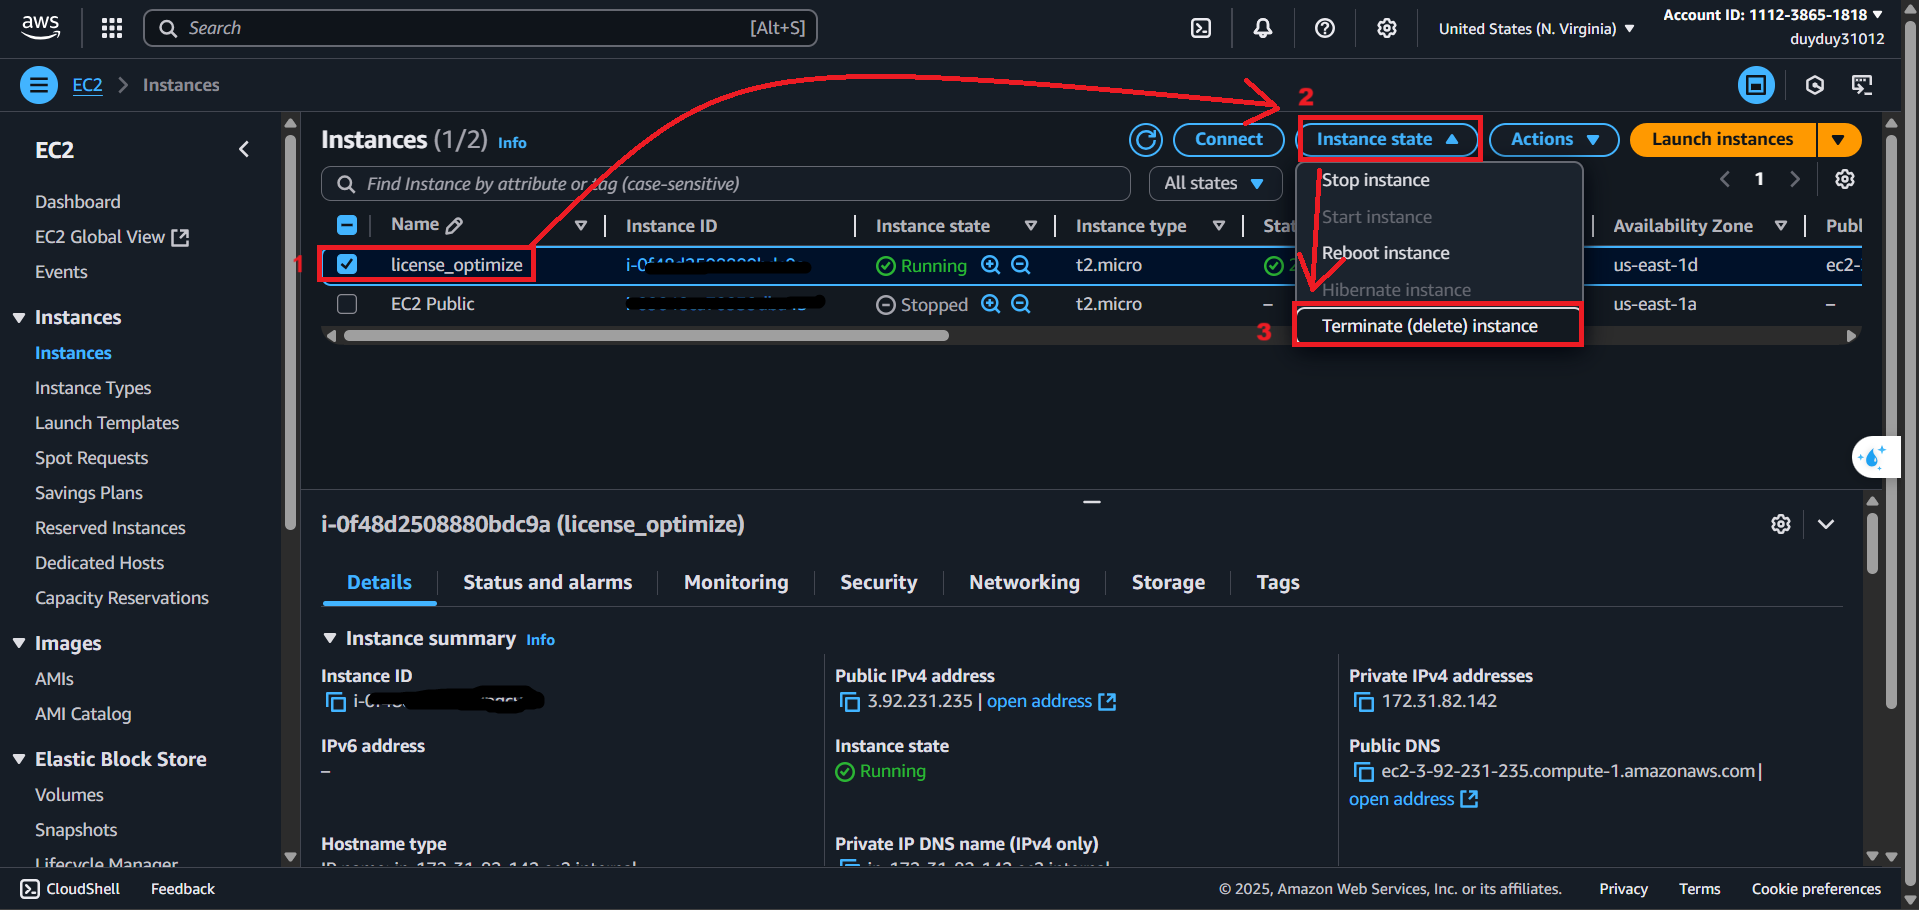 aws
Search
[Alt+S]
United States (N. Virginia)
Account ID: 1112-3865-1818
duyduy31012
EC2
Instances
EC2
Dashboard
EC2 Global View
Events
Instances
Instances
Instance Types
Launch Templates
Spot Requests
Savings Plans
Reserved Instances
Dedicated Hosts
Capacity Reservations
Images
AMIs
AMI Catalog
Elastic Block Store
Volumes
Snapshots
Lifecycle Manager
Instances (1/2) Info
Connect
2
Instance state
Actions
Launch instances
Find Instance by attribute or tag (case-sensitive)
All states
1
Stop instance
Start instance
Reboot instance
Hibernate instance
3
Terminate (delete) instance
Name
Instance ID
Instance state
Instance type
Stat
Availability Zone
Publ
1
license_optimize
Running
t2.micro
us-east-1d
ec2-
EC2 Public
Stopped
t2.micro
–
us-east-1a
–
i-0f48d2508880bdc9a (license_optimize)
Details
Status and alarms
Monitoring
Security
Networking
Storage
Tags
Instance summary Info
Instance ID
Public IPv4 address
3.92.231.235 | open address
Private IPv4 addresses
172.31.82.142
IPv6 address
–
Instance state
Running
Public DNS
ec2-3-92-231-235.compute-1.amazonaws.com |
open address
Hostname type
Private IP DNS name (IPv4 only)
CloudShell
Feedback
© 2025, Amazon Web Services, Inc. or its affiliates.
Privacy
Terms
Cookie preferences